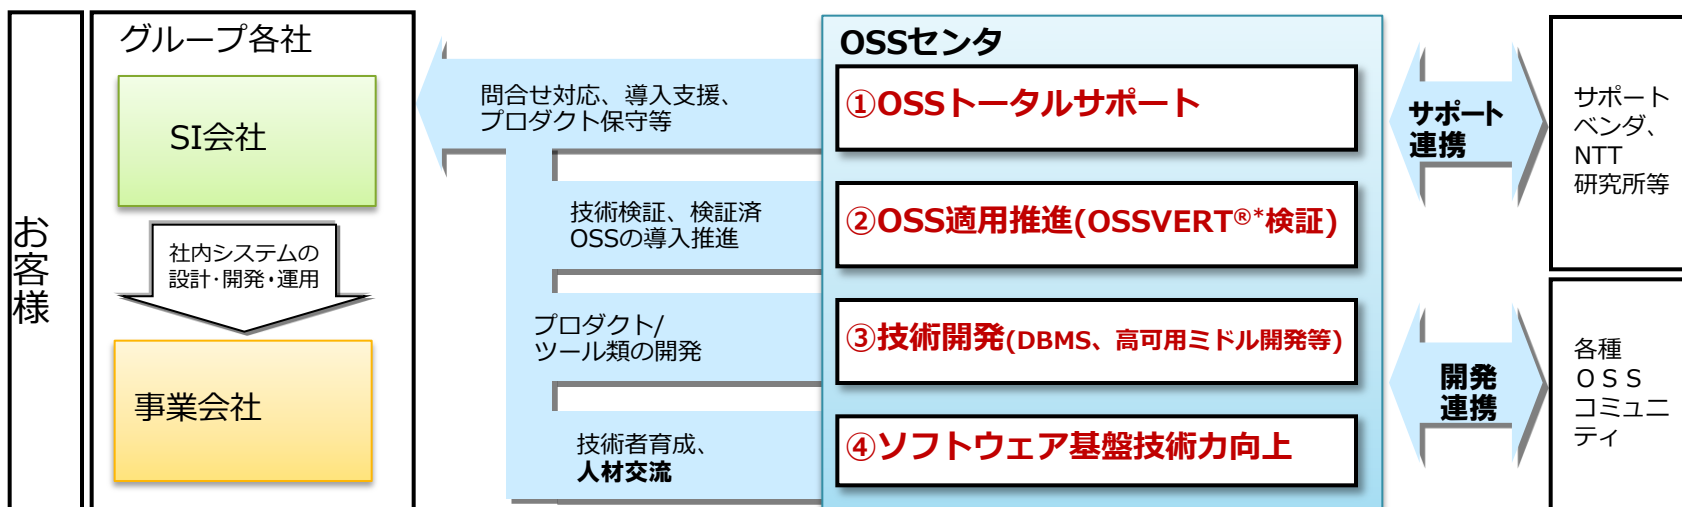 お客様
グループ各社
SI会社
社内システムの
設計・開発・運用
事業会社
問合せ対応、導入支援、
プロダクト保守等
技術検証、検証済
OSSの導入推進
プロダクト/
ツール類の開発
技術者育成、
人材交流
OSSセンタ
①OSSトータルサポート
②OSS適用推進(OSSVERT®*検証)
③技術開発(DBMS、高可用ミドル開発等)
④ソフトウェア基盤技術力向上
サポート
連携
開発
連携
サポート
ベンダ、
NTT
研究所等
各種
ＯＳＳ
コミュニ
ティ